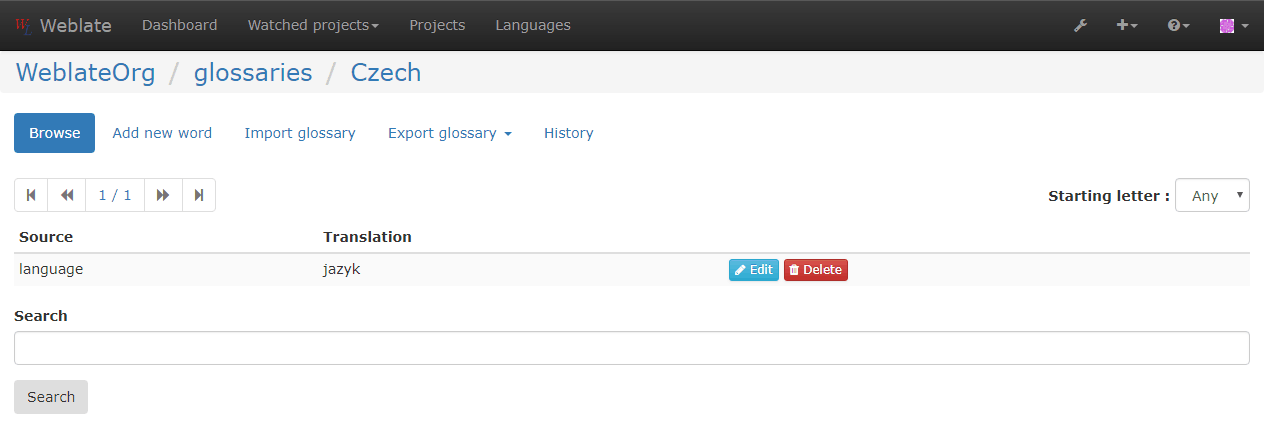 Weblate Dashboard Watched projects Projects Languages
WeblateOrg / glossaries / Czech
Browse Add new word Import glossary Export glossary History
1 / 1 Starting letter : Any
Source Translation
language jazyk Edit Delete
Search
Search